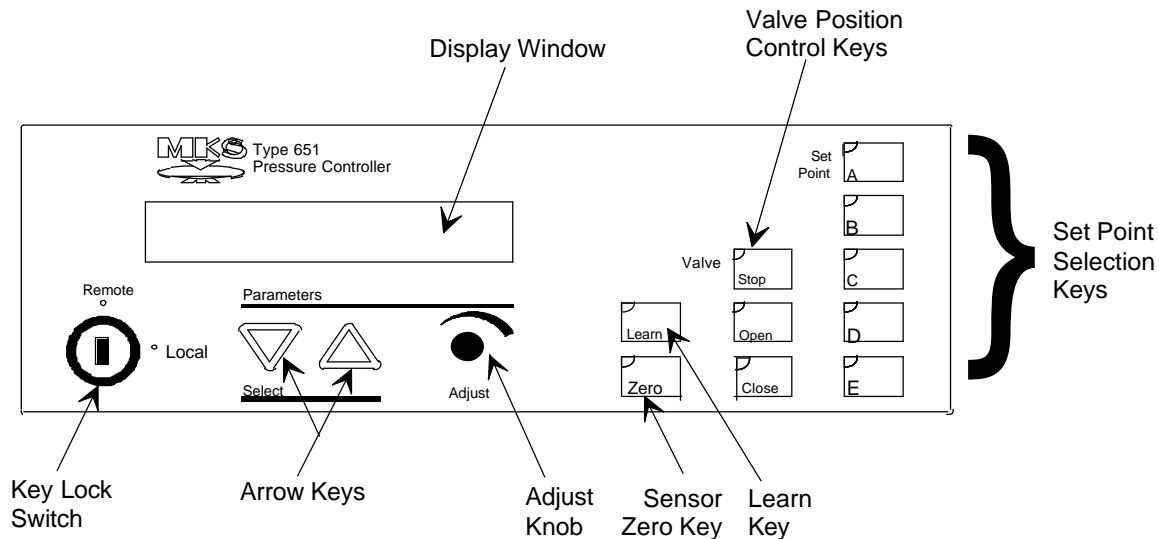 Valve Position
Control Keys
Display Window
MKS
Type 651
Pressure Controller
Set
Point
A
B
Set Point
Selection
Keys
Valve
Stop
C
Remote
Parameters
Local
Learn
Open
D
Select
Adjust
Zero
Close
E
Key Lock
Switch
Arrow Keys
Adjust
Knob
Sensor
Zero Key
Learn
Key